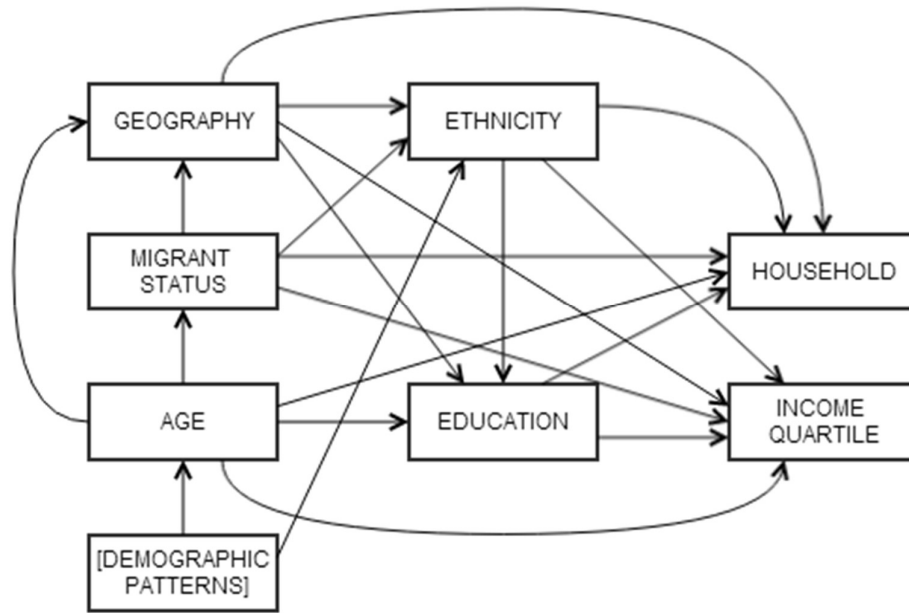 GEOGRAPHY
ETHNICITY
MIGRANT
STATUS
HOUSEHOLD
AGE
EDUCATION
INCOME
QUARTILE
[DEMOGRAPHIC
PATTERNS]